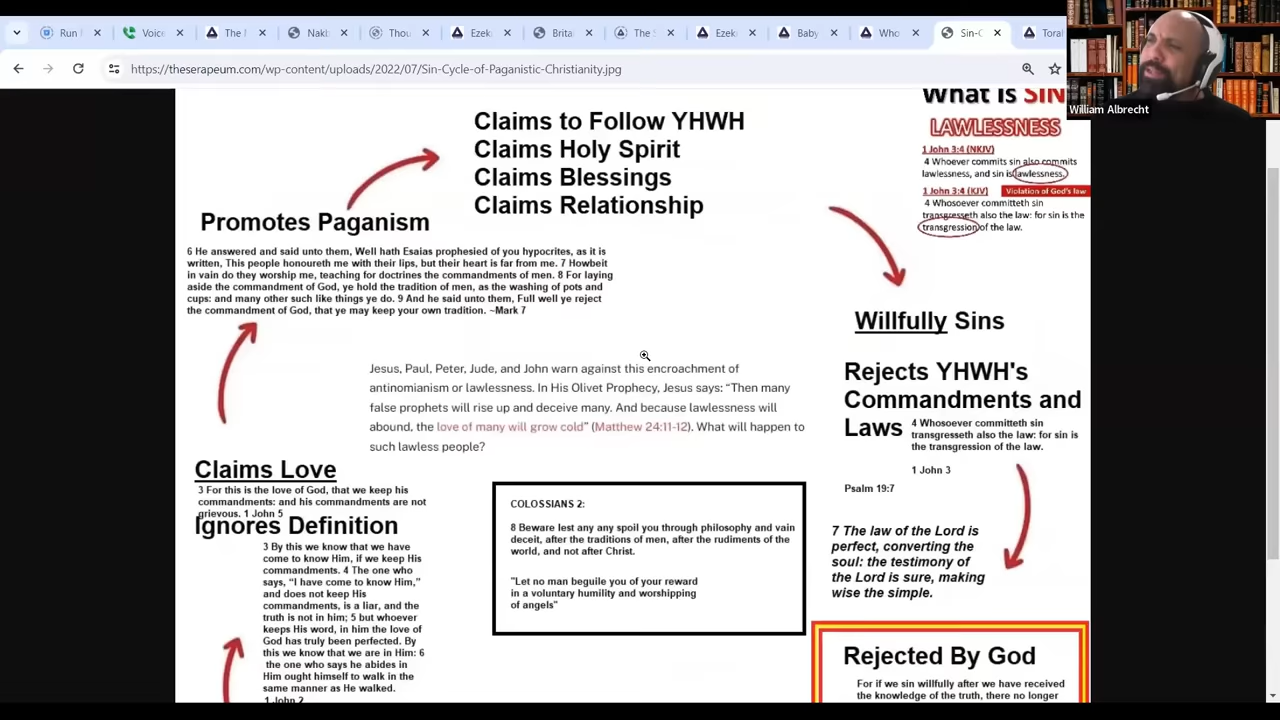 Run
Voice
The
Nakb
Thou
Ezek
Brita
The S
Ezek
Baby
Who
Sin-C
Toral
https://theserapeum.com/wp-content/uploads/2022/07/Sin-Cycle-of-Paganistic-Christianity.jpg
William Albrecht
What Is SIN
LAWLESSNESS
1 John 3:4 (NKJV)
4 Whoever commits sin also commits
lawlessness, and sin is lawlessness.
1 John 3:4 (KJV) Violation of God's law
4 Whosoever committeth sin
transgresseth also the law: for sin is the
transgression of the law.
Claims to Follow YHWH
Claims Holy Spirit
Claims Blessings
Claims Relationship
Promotes Paganism
6 He answered and said unto them, Well hath Esaias prophesied of you hypocrites, as it is
written, This people honoureth me with their lips, but their heart is far from me. 7 Howbeit
in vain do they worship me, teaching for doctrines the commandments of men. 8 For laying
aside the commandment of God, ye hold the tradition of men, as the washing of pots and
cups: and many other such like things ye do. 9 And he said unto them, Full well ye reject
the commandment of God, that ye may keep your own tradition. ~Mark 7
Willfully Sins
Rejects YHWH's
Commandments and
Laws
4 Whosoever committeth sin
transgresseth also the law: for sin is
the transgression of the law.
1 John 3
Psalm 19:7
7 The law of the Lord is
perfect, converting the
soul: the testimony of
the Lord is sure, making
wise the simple.
Jesus, Paul, Peter, Jude, and John warn against this encroachment of
antinomianism or lawlessness. In His Olivet Prophecy, Jesus says: “Then many
false prophets will rise up and deceive many. And because lawlessness will
abound, the love of many will grow cold” (Matthew 24:11-12). What will happen to
such lawless people?
Claims Love
3 For this is the love of God, that we keep his
commandments: and his commandments are not
grievous. 1 John 5
Ignores Definition
3 By this we know that we have
come to know Him, if we keep His
commandments. 4 The one who
says, “I have come to know Him,”
and does not keep His
commandments, is a liar, and the
truth is not in him; 5 but whoever
keeps His word, in him the love of
God has truly been perfected. By
this we know that we are in Him: 6
the one who says he abides in
Him ought himself to walk in the
same manner as He walked.
1 John 2
COLOSSIANS 2:
8 Beware lest any any spoil you through philosophy and vain
deceit, after the traditions of men, after the rudiments of the
world, and not after Christ.
"Let no man beguile you of your reward
in a voluntary humility and worshipping
of angels"
Rejected By God
For if we sin willfully after we have received
the knowledge of the truth, there no longer